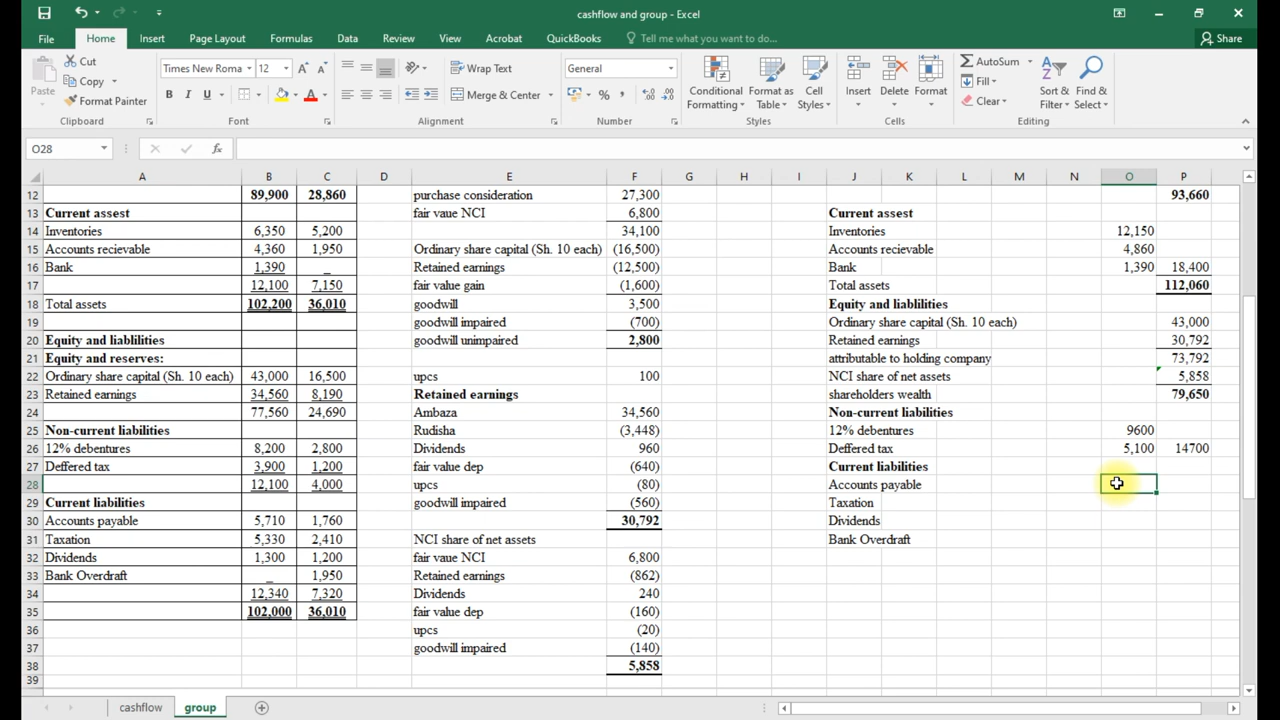 cashflow and group - Excel
File Home Insert Page Layout Formulas Data Review View Acrobat QuickBooks Tell me what you want to do... Share
Paste Cut Times New Roma 12 Wrap Text General Conditional Formatting Format as Table Cell Styles Insert Delete Format AutoSum Sort & Filter Find & Select
Copy Fill
Format Painter B I U Merge & Center % Clear
Clipboard Font Alignment Number Styles Cells Editing
O28 fx
A B C D E F G H I J K L M N O P
12 89,900 28,860 purchase consideration 27,300 93,660
13 Current assest fair vaue NCI 6,800 Current assest
14 Inventories 6,350 5,200 34,100 Inventories 12,150
15 Accounts recievable 4,360 1,950 Ordinary share capital (Sh. 10 each) (16,500) Accounts recievable 4,860
16 Bank 1,390 _ Retained earnings (12,500) Bank 1,390 18,400
17 12,100 7,150 fair value gain (1,600) Total assets 112,060
18 Total assets 102,200 36,010 goodwill 3,500 Equity and liablilities
19 goodwill impaired (700) Ordinary share capital (Sh. 10 each) 43,000
20 Equity and liablilities goodwill unimpaired 2,800 Retained earnings 30,792
21 Equity and reserves: attributable to holding company 73,792
22 Ordinary share capital (Sh. 10 each) 43,000 16,500 upcs 100 NCI share of net assets 5,858
23 Retained earnings 34,560 8,190 Retained earnings shareholders wealth 79,650
24 77,560 24,690 Ambaza 34,560 Non-current liabilities
25 Non-current liabilities Rudisha (3,448) 12% debentures 9600
26 12% debentures 8,200 2,800 Dividends 960 Deffered tax 5,100 14700
27 Deffered tax 3,900 1,200 fair value dep (640) Current liabilities
28 12,100 4,000 upcs (80) Accounts payable
29 Current liabilities goodwill impaired (560) Taxation
30 Accounts payable 5,710 1,760 30,792 Dividends
31 Taxation 5,330 2,410 NCI share of net assets Bank Overdraft
32 Dividends 1,300 1,200 fair vaue NCI 6,800
33 Bank Overdraft _ 1,950 Retained earnings (862)
34 12,340 7,320 Dividends 240
35 102,000 36,010 fair value dep (160)
36 upcs (20)
37 goodwill impaired (140)
38 5,858
39
cashflow group